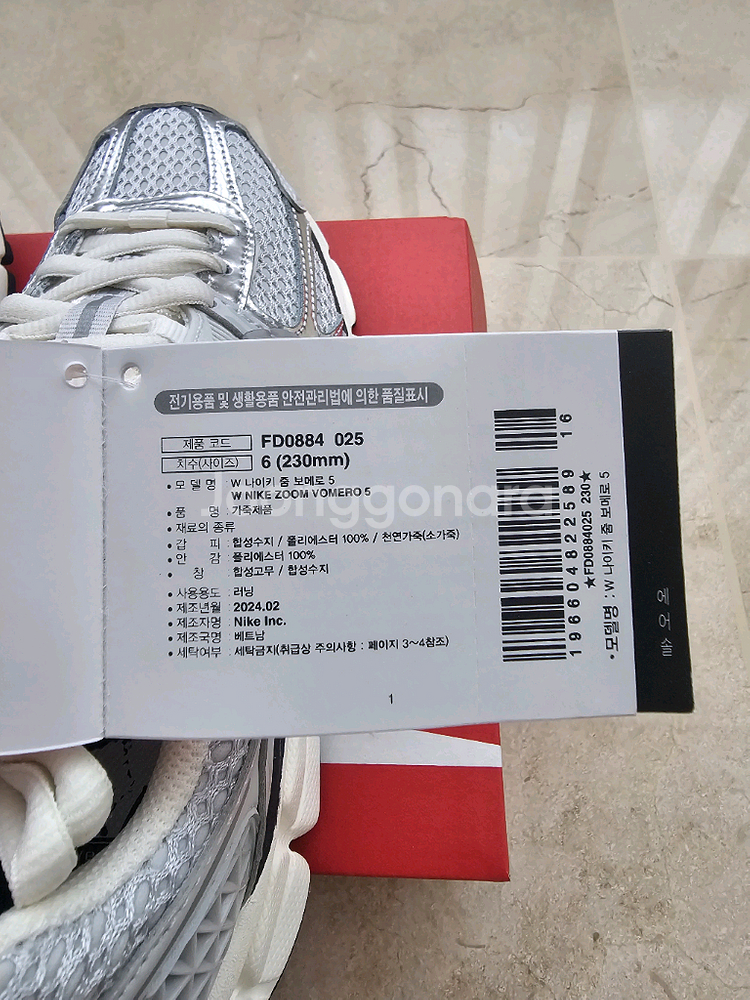 전기용품 및 생활용품 안전관리법에 의한 품질표시
제품 코드 FD0884 025
치수(사이즈) 6 (230mm)
• 모 델 명 : W 나이키 줌 보메로 5
W NIKE ZOOM VOMERO 5
• 품 명 : 가죽제품
• 재료의 종류
• 갑 피 : 합성수지 / 폴리에스터 100% / 천연가죽(소가죽)
• 안 감 : 폴리에스터 100%
• 창 : 합성고무 / 합성수지
• 사용용도 : 러닝
• 제조년월 : 2024.02
• 제조자명 : Nike Inc.
• 제조국명 : 베트남
• 세탁여부 : 세탁금지(취급상 주의사항 : 페이지 3~4참조)
1
16
196604822589
★FD0884025 230★
• 모델명 : W 나이키 줌 보메로 5
에어솔
Joonggonara